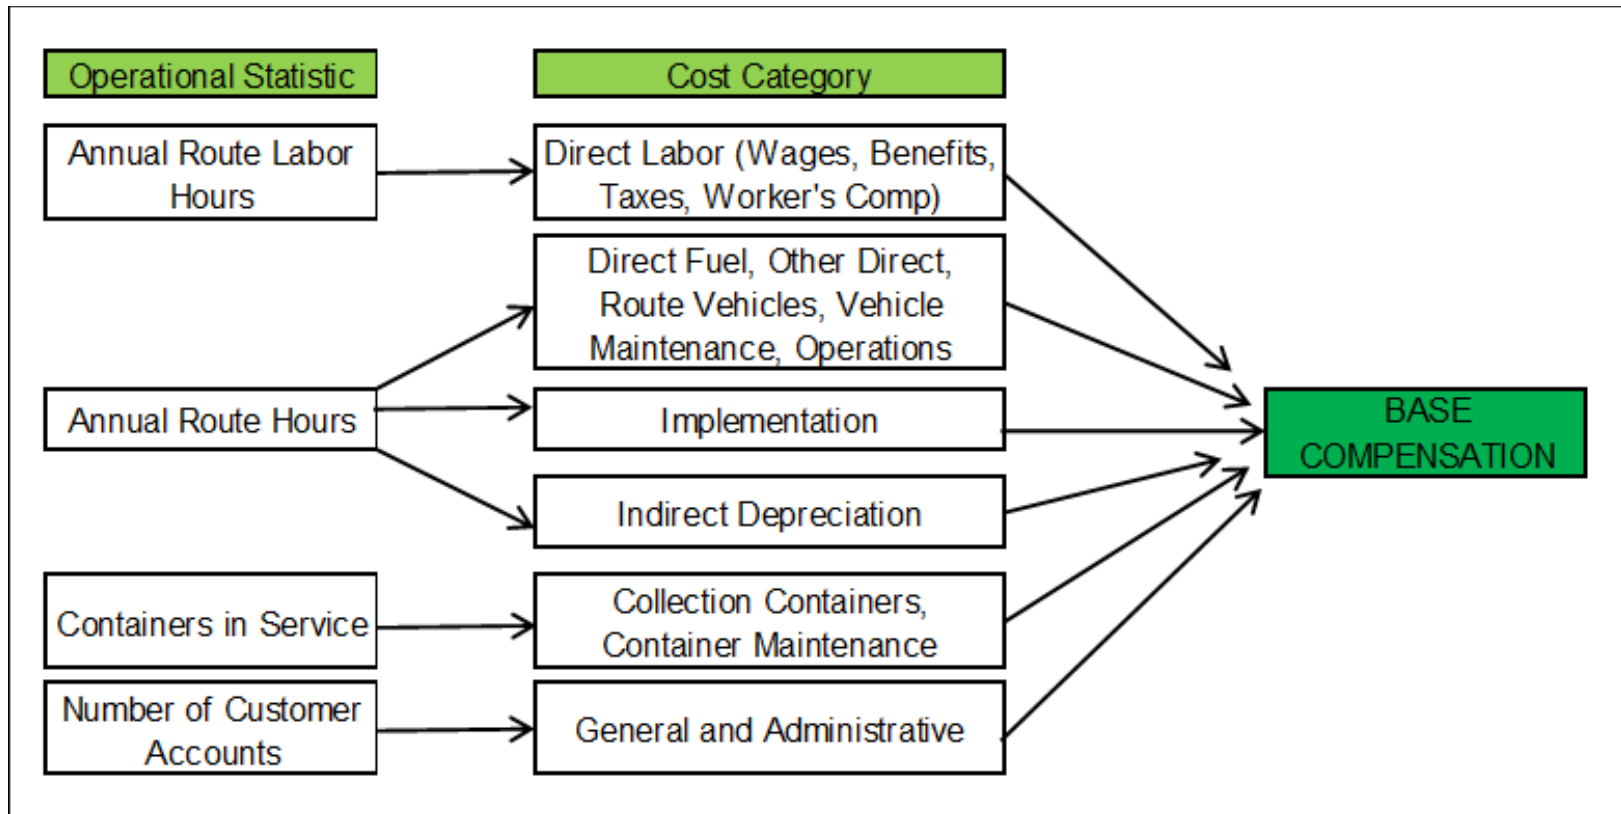 Operational Statistic
Cost Category
Annual Route Labor
Hours
Direct Labor (Wages, Benefits,
Taxes, Worker's Comp)
Direct Fuel, Other Direct,
Route Vehicles, Vehicle
Maintenance, Operations
Annual Route Hours
Implementation
BASE
COMPENSATION
Indirect Depreciation
Containers in Service
Collection Containers,
Container Maintenance
Number of Customer
Accounts
General and Administrative